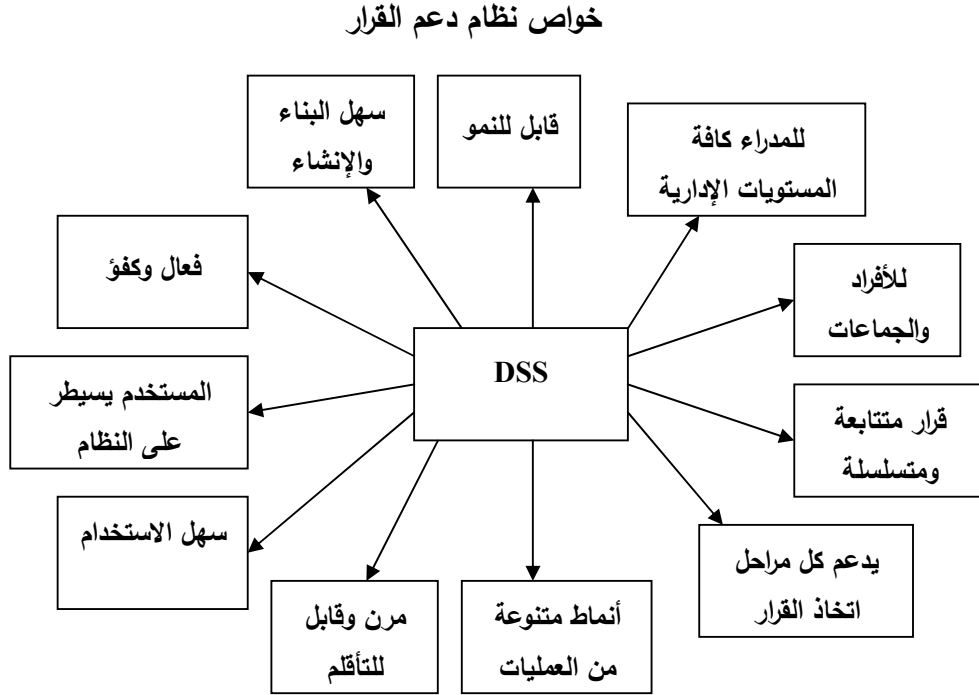 خواص نظام دعم القرار
قابل للنمو
للمدراء كافة
المستويات الإدارية
للأفراد
والجماعات
قرار متتابعة
ومتسلسلة
يدعم كل مراحل
اتخاذ القرار
أنماط متنوعة
من العمليات
مرن وقابل
للتأقلم
سهل الاستخدام
المستخدم يسيطر
على النظام
فعال وكفؤ
سهل البناء
والإنشاء
DSS